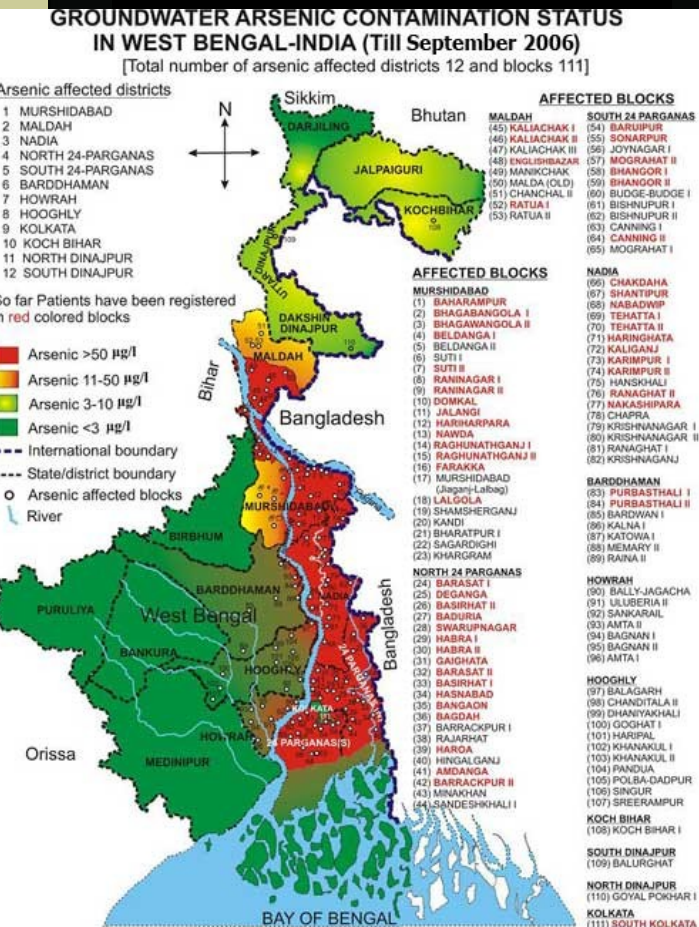 GROUNDWATER ARSENIC CONTAMINATION STATUS
IN WEST BENGAL-INDIA (Till September 2006)
[Total number of arsenic affected districts 12 and blocks 111]
Arsenic affected districts
1 MURSHIDABAD
2 MALDAH
3 NADIA
4 NORTH 24-PARGANAS
5 SOUTH 24-PARGANAS
6 BARDDHAMAN
7 HOWRAH
8 HOOGHLY
9 KOLKATA
10 KOCH BIHAR
11 NORTH DINAJPUR
12 SOUTH DINAJPUR
So far Patients have been registered
in red colored blocks
Arsenic >50 µg/l
Arsenic 11-50 µg/l
Arsenic 3-10 µg/l
Arsenic <3 µg/l
International boundary
State/district boundary
Arsenic affected blocks
River
N
Sikkim
Bhutan
DARJILING
JALPAIGURI
KOCHBIHAR
108
109
UTTAR DINAJPUR
DAKSHIN
DINAJPUR
110
51
MALDAH
Bihar
Bangladesh
MURSHIDABAD
BIRBHUM
BARDDHAMAN
NADIA
PURULIYA
West Bengal
BANKURA
HOOGHLY
24 PARGANAS(N)
Bangladesh
KOLKATA
HOWRAH
24 PARGANAS(S)
MEDINIPUR
Orissa
BAY OF BENGAL
AFFECTED BLOCKS
MALDAH
(45) KALIACHAK I
(46) KALIACHAK II
(47) KALIACHAK III
(48) ENGLISHBAZAR
(49) MANIKCHAK
(50) MALDA (OLD)
(51) CHANCHAL II
(52) RATUA I
(53) RATUA II
SOUTH 24 PARGANAS
(54) BARUIPUR
(55) SONARPUR
(56) JOYNAGAR I
(57) MOGRAHAT II
(58) BHANGOR I
(59) BHANGOR II
(60) BUDGE-BUDGE I
(61) BISHNUPUR I
(62) BISHNUPUR II
(63) CANNING I
(64) CANNING II
(65) MOGRAHAT I
AFFECTED BLOCKS
MURSHIDABAD
(1) BAHARAMPUR
(2) BHAGABANGOLA I
(3) BHAGAWANGOLA II
(4) BELDANGA I
(5) BELDANGA II
(6) SUTI I
(7) SUTI II
(8) RANINAGAR I
(9) RANINAGAR II
(10) DOMKAL
(11) JALANGI
(12) HARIHARPARA
(13) NAWDA
(14) RAGHUNATHGANJ I
(15) RAGHUNATHGANJ II
(16) FARAKKA
(17) MURSHIDABAD
(Jiaganj-Lalbag)
(18) LALGOLA
(19) SHAMSHERGANJ
(20) KANDI
(21) BHARATPUR I
(22) SAGARDIGHI
(23) KHARGRAM
NORTH 24 PARGANAS
(24) BARASAT I
(25) DEGANGA
(26) BASIRHAT II
(27) BADURIA
(28) SWARUPNAGAR
(29) HABRA I
(30) HABRA II
(31) GAIGHATA
(32) BARASAT II
(33) BASIRHAT I
(34) HASNABAD
(35) BANGAON
(36) BAGDAH
(37) BARRACKPUR I
(38) RAJARHAT
(39) HAROA
(40) HINGALGANJ
(41) AMDANGA
(42) BARRACKPUR II
(43) MINAKHAN
(44) SANDESHKHALI I
NADIA
(66) CHAKDAHA
(67) SHANTIPUR
(68) NABADWIP
(69) TEHATTA I
(70) TEHATTA II
(71) HARINGHATA
(72) KALIGANJ
(73) KARIMPUR I
(74) KARIMPUR II
(75) HANSKHALI
(76) RANAGHAT II
(77) NAKASHIPARA
(78) CHAPRA
(79) KRISHNANAGAR I
(80) KRISHNANAGAR II
(81) RANAGHAT I
(82) KRISHNGANJ
BARDDHAMAN
(83) PURBASTHALI I
(84) PURBASTHALI II
(85) BARDWAN I
(86) KALNA I
(87) KATOWA I
(88) MEMARY II
(89) RAINA II
HOWRAH
(90) BALLY-JAGACHA
(91) ULUBERIA II
(92) SANKARAIL
(93) AMTA II
(94) BAGNAN I
(95) BAGNAN II
(96) AMTA I
HOOGHLY
(97) BALAGARH
(98) CHANDITALA II
(99) DHANIYAKHALI
(100) GOGHAT I
(101) HARIPAL
(102) KHANAKUL I
(103) KHANAKUL II
(104) PANDUA
(105) POLBA-DADPUR
(106) SINGUR
(107) SREERAMPUR
KOCH BIHAR
(108) KOCH BIHAR I
SOUTH DINAJPUR
(109) BALURGHAT
NORTH DINAJPUR
(110) GOYAL POKHAR I
KOLKATA
(111) SOUTH KOLKATA